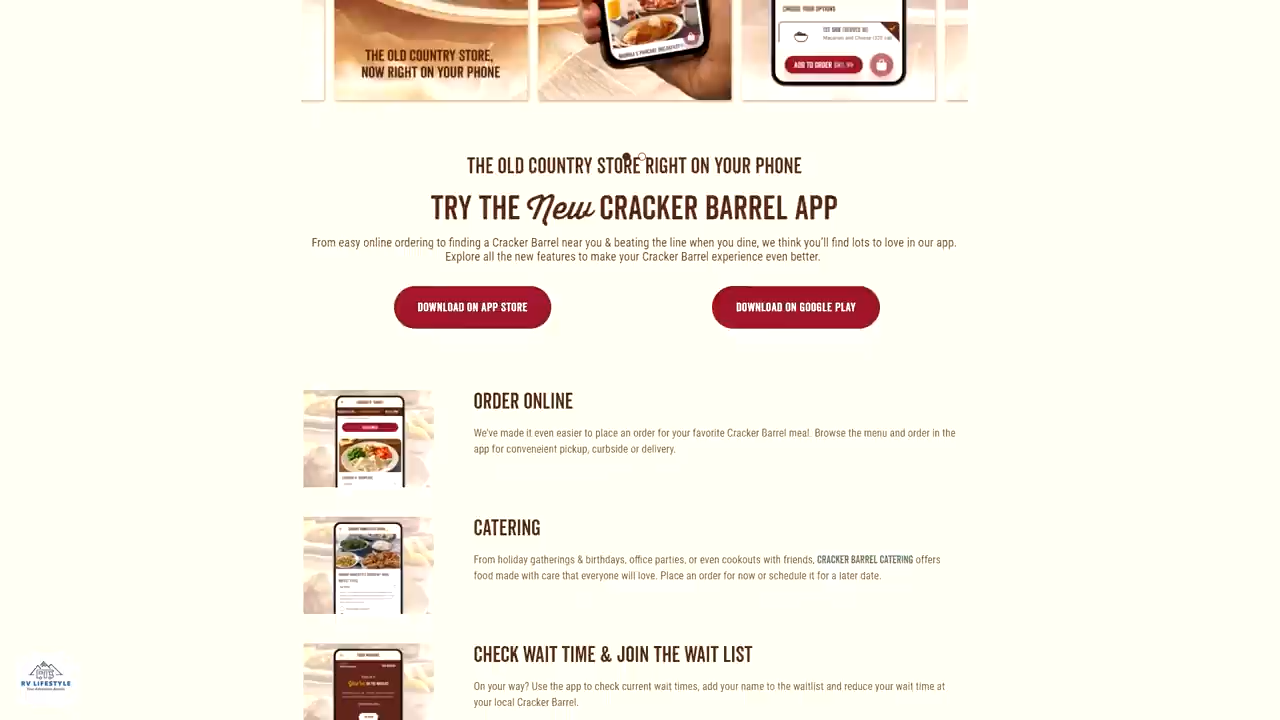 CHOOSE YOUR OPTIONS
Macaroni and Cheese
ADD TO ORDER
THE OLD COUNTRY STORE,
NOW RIGHT ON YOUR PHONE
THE OLD COUNTRY STORE RIGHT ON YOUR PHONE
TRY THE New CRACKER BARREL APP
From easy online ordering to finding a Cracker Barrel near you & beating the line when you dine, we think you'll find lots to love in our app.
Explore all the new features to make your Cracker Barrel experience even better.
DOWNLOAD ON APP STORE
DOWNLOAD ON GOOGLE PLAY
ORDER ONLINE
We've made it even easier to place an order for your favorite Cracker Barrel meal. Browse the menu and order in the
app for conveneient pickup, curbside or delivery.
CATERING
From holiday gatherings & birthdays, office parties, or even cookouts with friends, CRACKER BARREL CATERING offers
food made with care that everyone will love. Place an order for now or schedule it for a later date.
CHECK WAIT TIME & JOIN THE WAIT LIST
On your way? Use the app to check current wait times, add your name to the waitlist and reduce your wait time at
your local Cracker Barrel.
RV LIFESTYLE